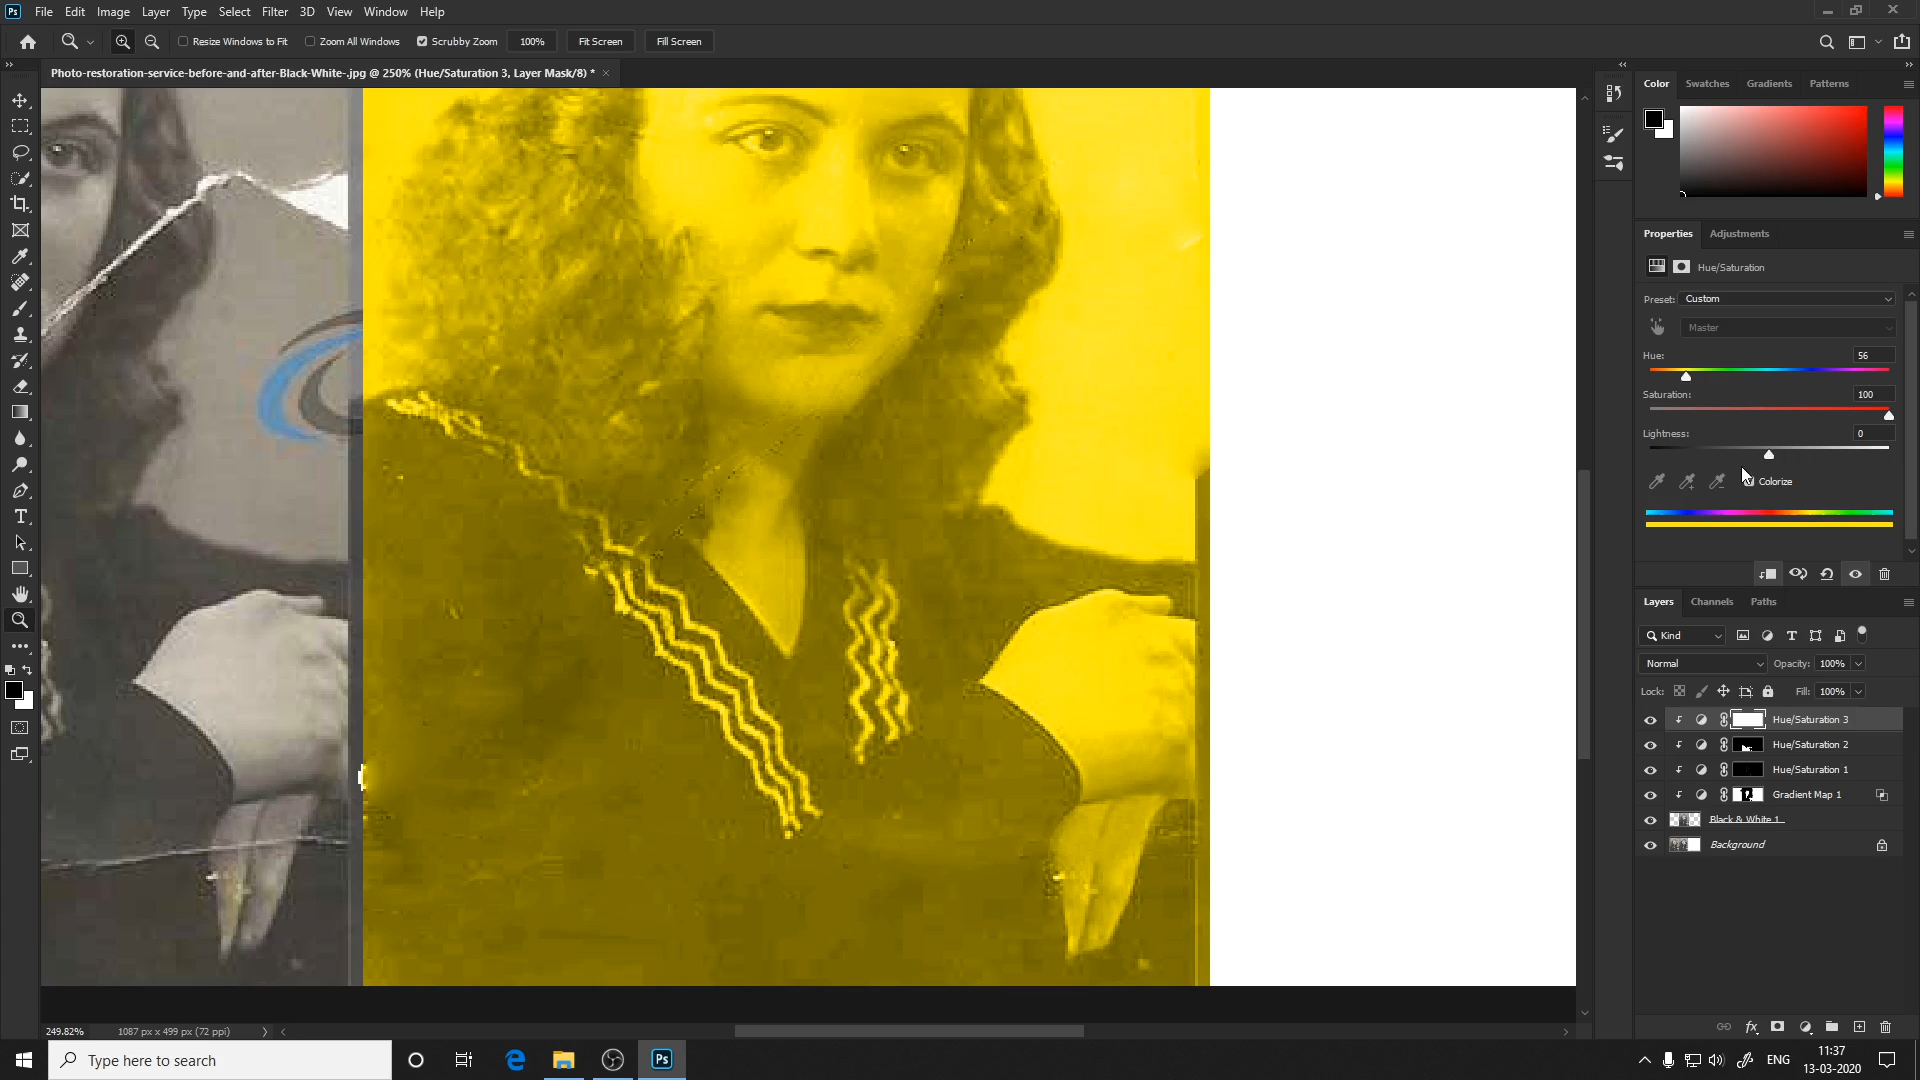 Ps File Edit Image Layer Type Select Filter 3D View Window Help
Resize Windows to Fit Zoom All Windows Scrubby Zoom 100% Fit Screen Fill Screen
Photo-restoration-service-before-and-after-Black-White-.jpg @ 250% (Hue/Saturation 3, Layer Mask/8) *
Color Swatches Gradients Patterns
Properties Adjustments
Hue/Saturation
Preset: Custom
Master
Hue: 56
Saturation: 100
Lightness: 0
Colorize
Layers Channels Paths
Kind
Normal Opacity: 100%
Lock: Fill: 100%
Hue/Saturation 3
Hue/Saturation 2
Hue/Saturation 1
Gradient Map 1
Black & White 1
Background
249.82% 1087 px x 499 px (72 ppi)
Type here to search
Ps
ENG
11:37
13-03-2020